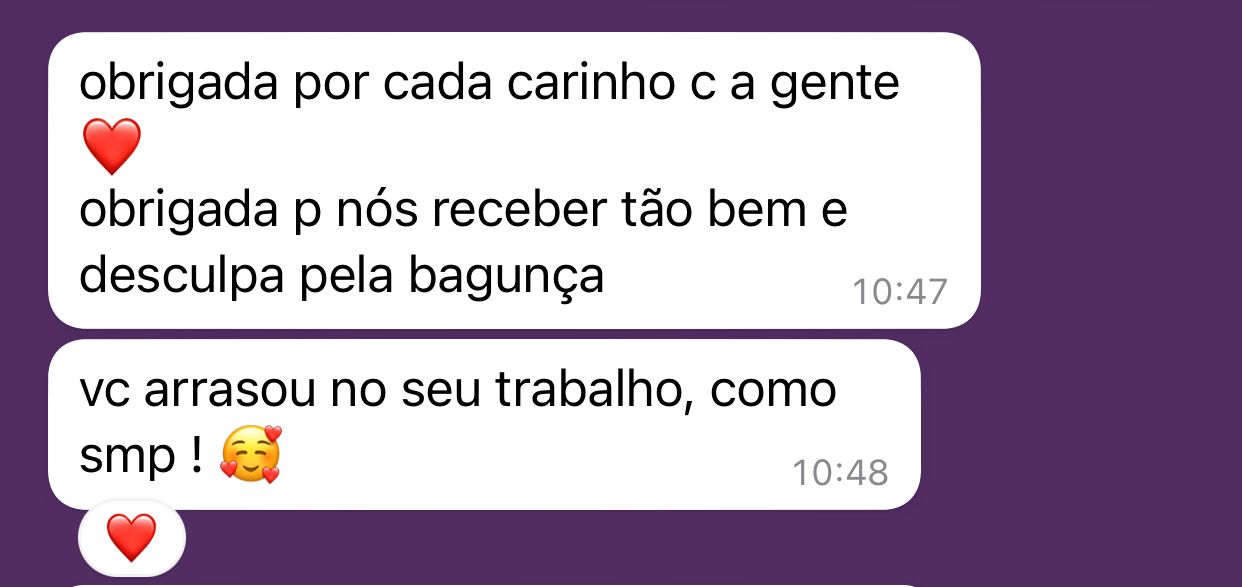 obrigada por cada carinho c a gente
❤️
obrigada p nós receber tão bem e
desculpa pela bagunça
10:47
vc arrasou no seu trabalho, como
smp ! 🥰
10:48
❤️